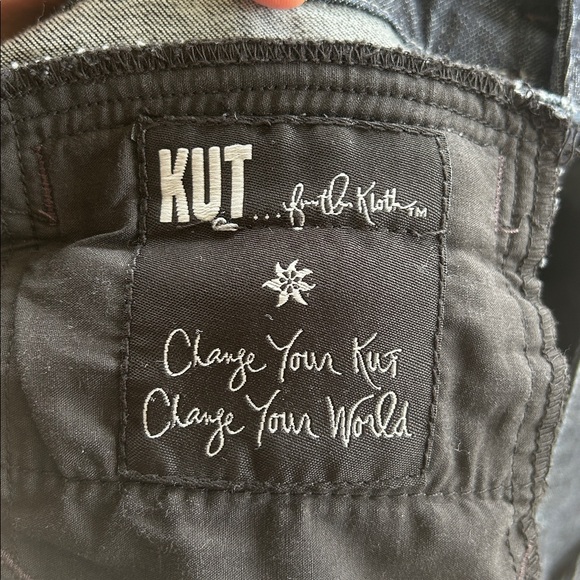 KUT... from the Kloth™
Change Your Kut
Change Your World